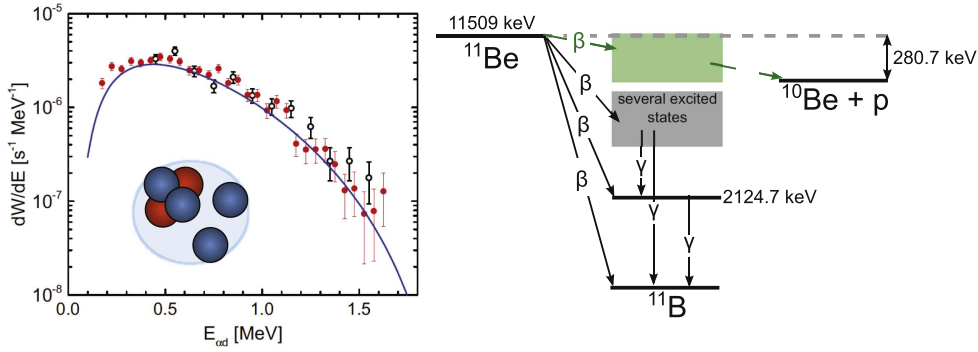 dW/dE [s⁻¹ MeV⁻¹]
10⁻⁵
10⁻⁶
10⁻⁷
10⁻⁸
0.0 0.5 1.0 1.5
E_αd [MeV]
11509 keV
¹¹Be
β
β
β
β
280.7 keV
¹⁰Be + p
several excited
states
γ
γ
γ
2124.7 keV
¹¹B